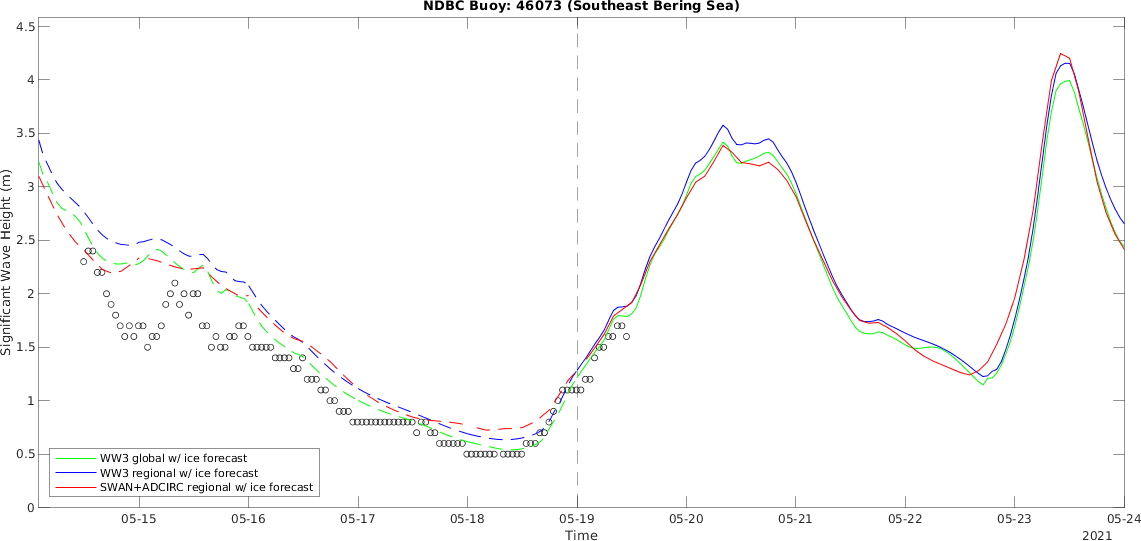 NDBC Buoy: 46073 (Southeast Bering Sea)
Significant Wave Height (m)
4.5
4
3.5
3
2.5
2
1.5
1
0.5
0
WW3 global w/ ice forecast
WW3 regional w/ ice forecast
SWAN+ADCIRC regional w/ ice forecast
05-15 05-16 05-17 05-18 05-19 05-20 05-21 05-22 05-23 05-24
Time
2021